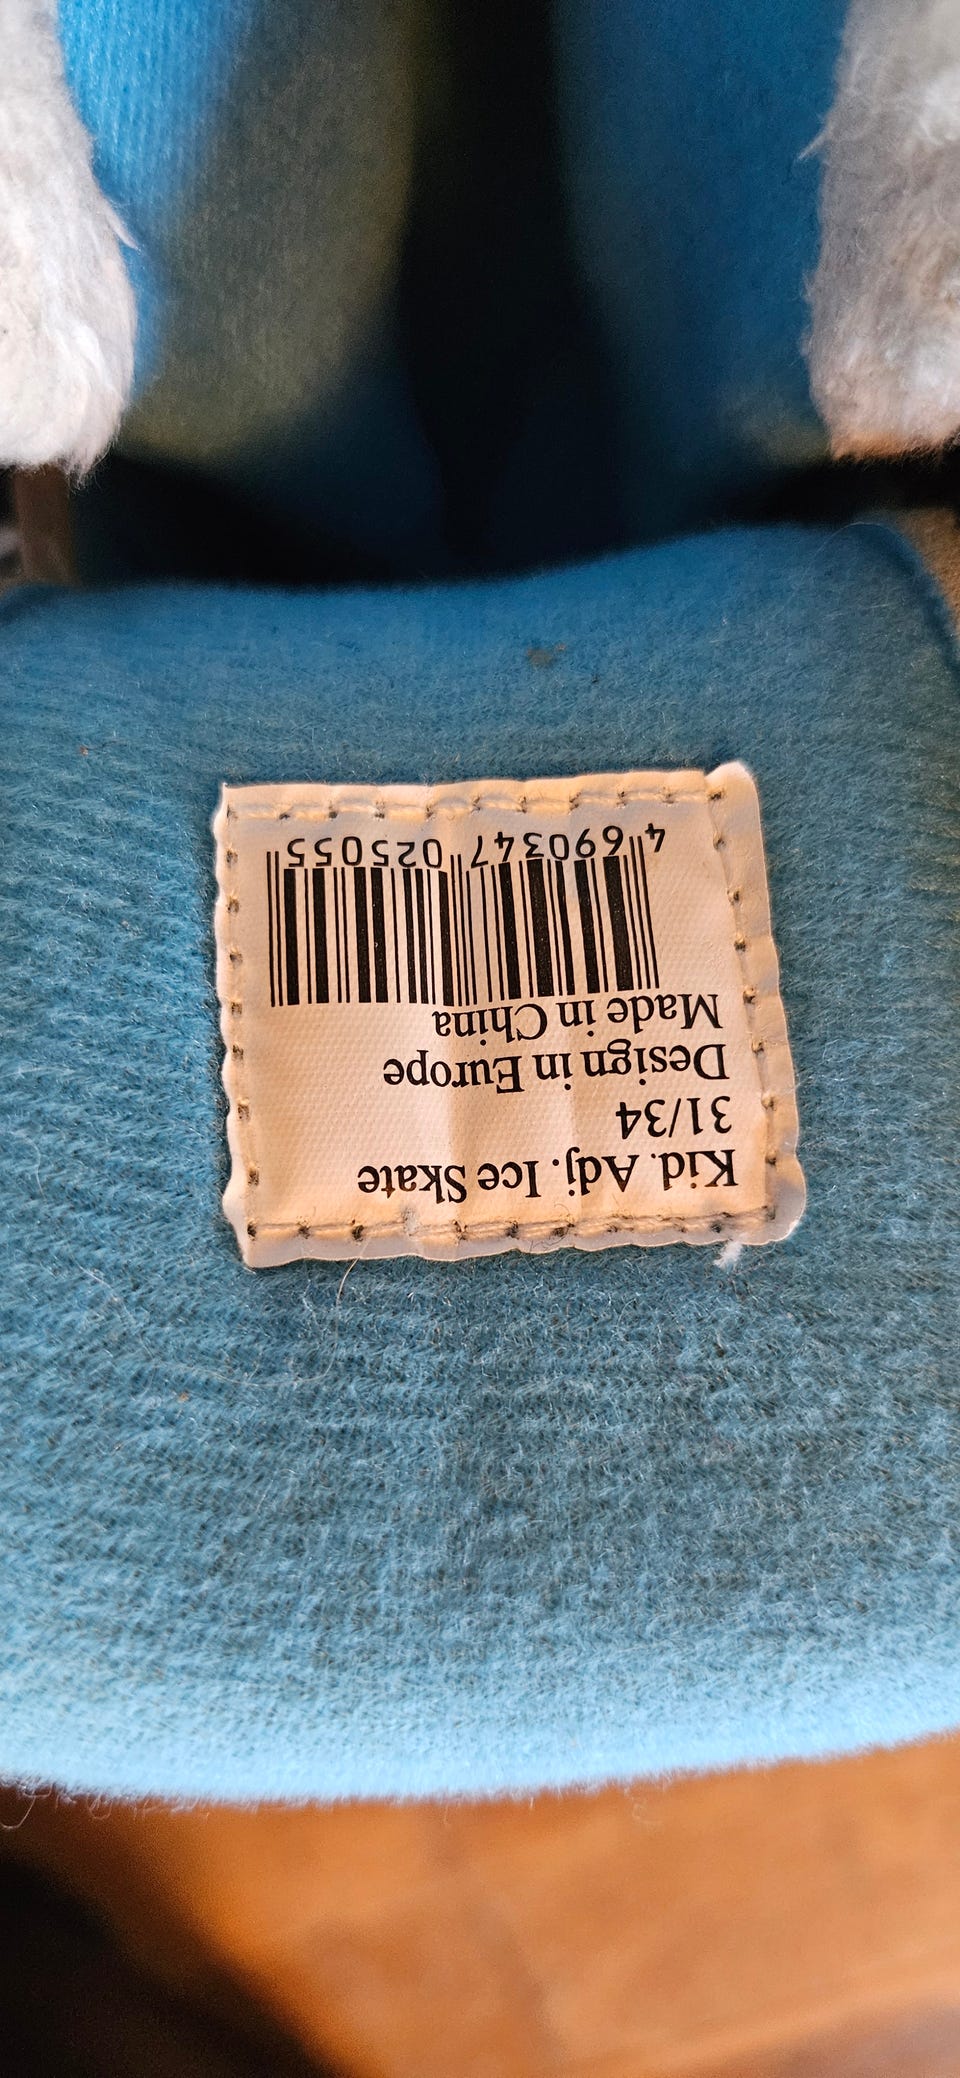 Kid. Adj. Ice Skate
31/34
Design in Europe
Made in China
4 690347 025055